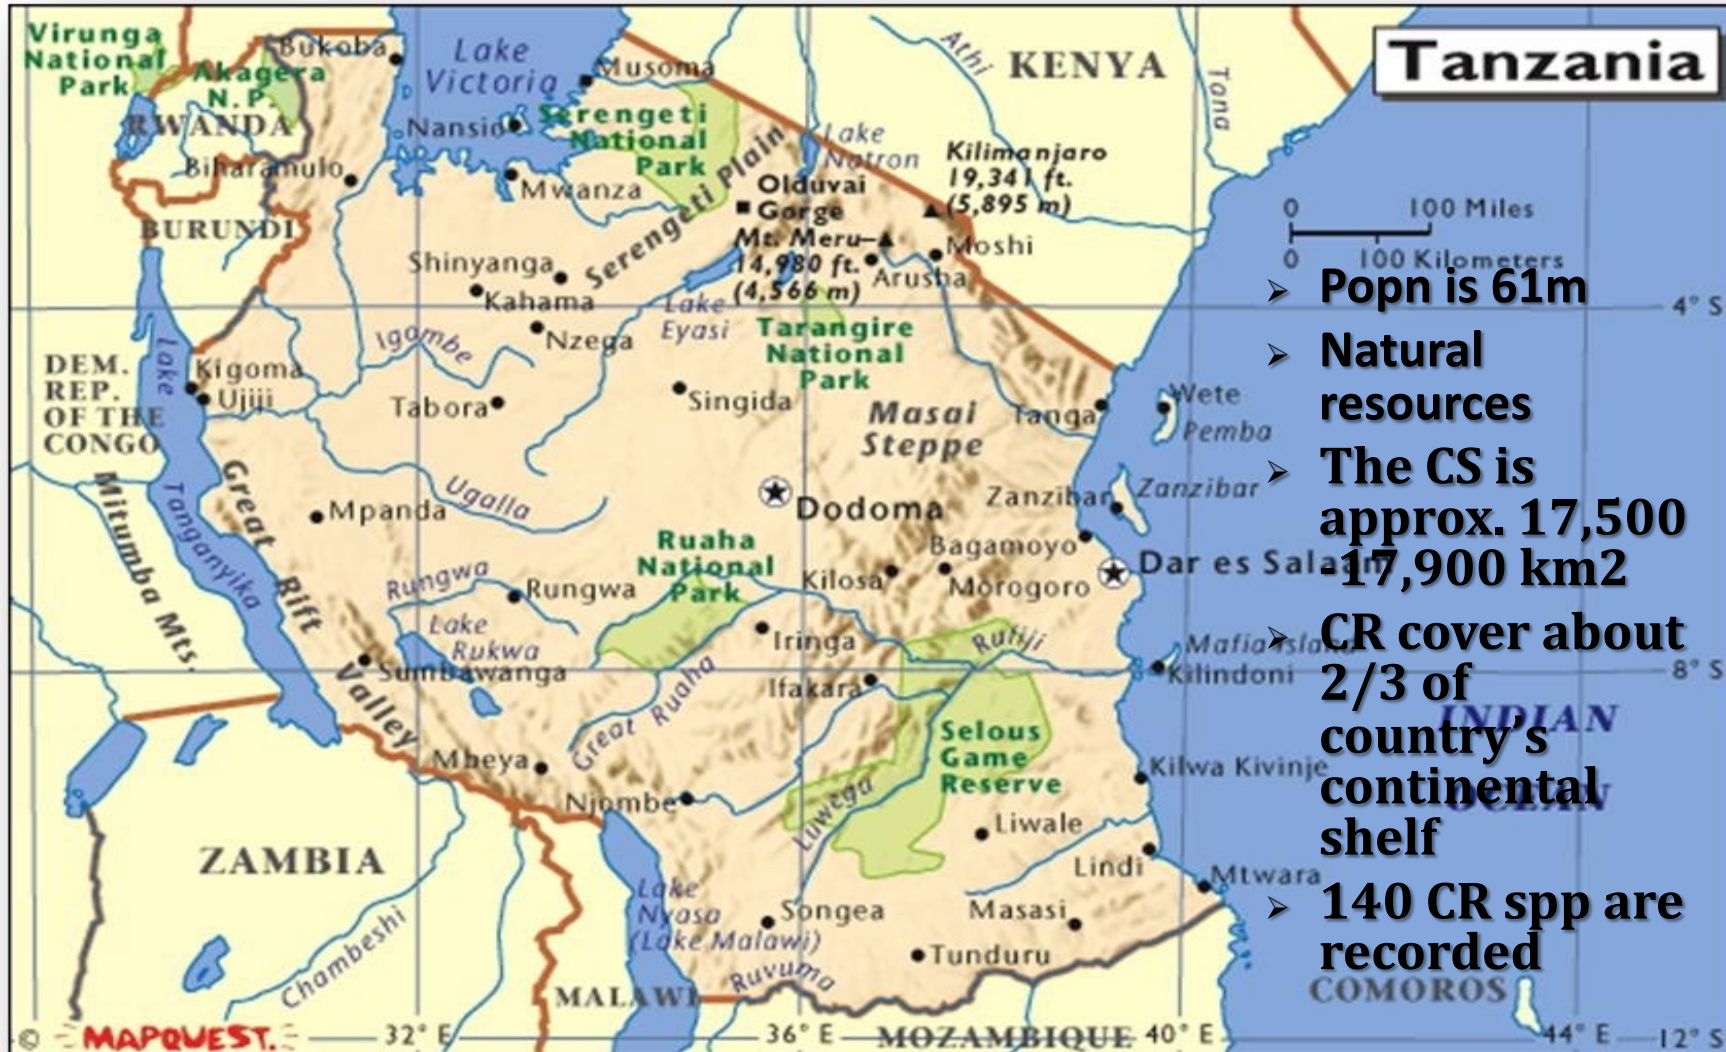 Tanzania
Virunga
National
Park
Akagera
N. P.
RWANDA
BURUNDI
Bukoba
Lake
Victoria
Musoma
Nansio
Serengeti
National
Park
Biharamulo
Mwanza
KENYA
Athi
Tana
Lake
Natron
Kilimanjaro
19,341 ft.
(5,895 m)
Serengeti Plain
Olduvai
Gorge
Mt. Meru
14,980 ft.
(4,566 m)
Moshi
Arusha
0 100 Miles
0 100 Kilometers
Shinyanga
Kahama
Nzega
Lake
Eyasi
Igombe
Tarangire
National
Park
4° S
DEM.
REP.
OF THE
CONGO
Kigoma
Ujiji
Tabora
Singida
Masai
Steppe
Tanga
Wete
Pemba
Lake
Tanganyika
Mitumba Mts.
Great Rift Valley
Mpanda
Ugalla
Dodoma
Zanzibar
Zanzibar
Bagamoyo
Dar es Salaam
Ruaha
National
Park
Kilosa
Morogoro
Rungwa
Rungwa
Lake
Rukwa
Iringa
Rufiji
Mafia Island
Kilindoni
8° S
Sumbawanga
Great Ruaha
Ifakara
Selous
Game
Reserve
INDIAN
OCEAN
Mbeya
Njombe
Luwega
Kilwa Kivinje
Liwale
ZAMBIA
Lindi
Mtwara
Lake
Nyasa
(Lake Malawi)
Songea
Masasi
Chambeshi
Tunduru
Ruvuma
MALAWI
COMOROS
MOZAMBIQUE
© MAPQUEST.
32° E
36° E
40° E
44° E
12° S
➢ Popn is 61m
➢ Natural
resources
➢ The CS is
approx. 17,500
-17,900 km2
➢ CR cover about
2/3 of
country's
continental
shelf
➢ 140 CR spp are
recorded